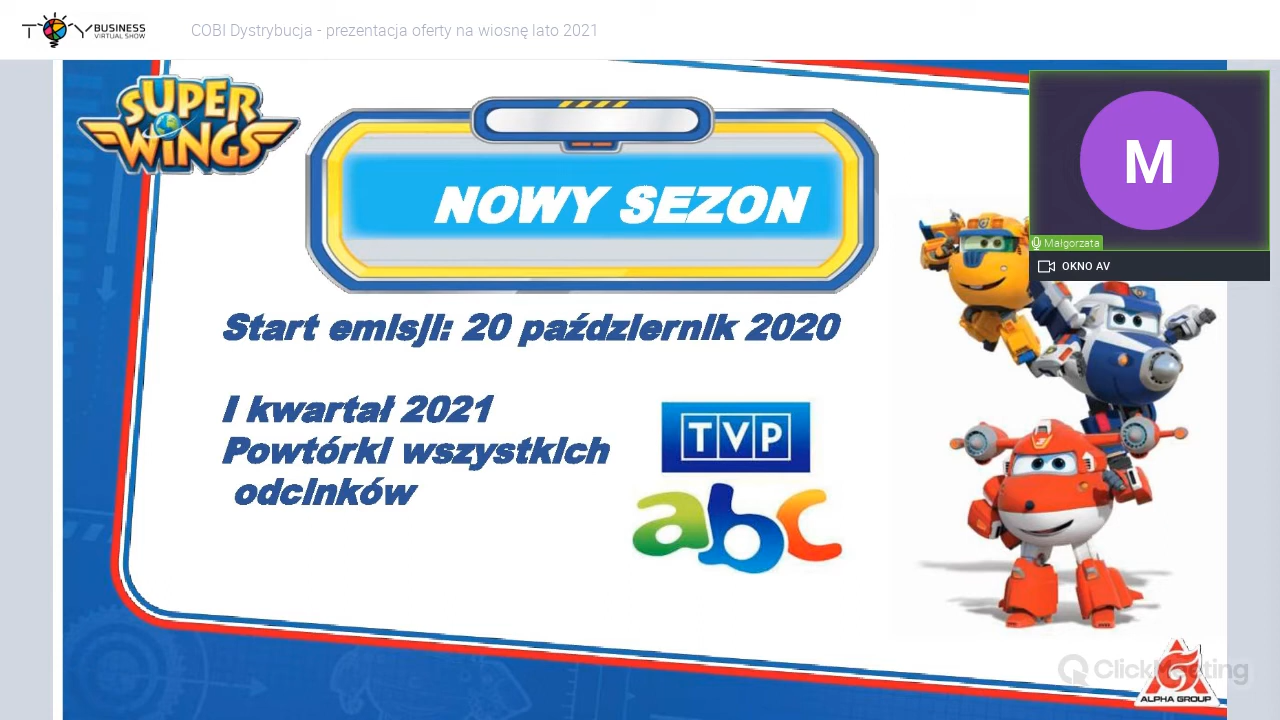 TOY BUSINESS
VIRTUAL SHOW
COBI Dystrybucja - prezentacja oferty na wiosnę lato 2021
SUPER
WINGS
NOWY SEZON
M
Małgorzata
OKNO AV
Start emisji: 20 październik 2020
I kwartał 2021
Powtórki wszystkich
odcinków
TVP
abc
ClickMeeting
ALPHA GROUP